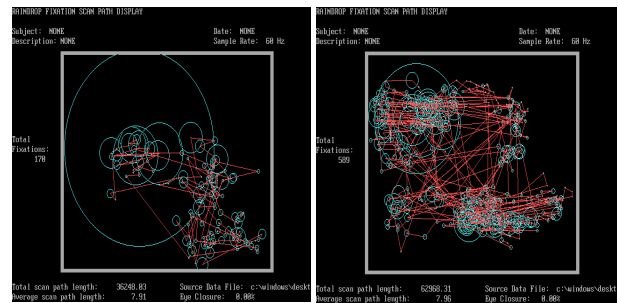 RAINDROP FIXATION SCAN PATH DISPLAY
Subject: NONE Date: NONE
Description: NONE Sample Rate: 60 Hz
Total
Fixations:
170
Total scan path length: 36248.03 Source Data File: c:\windows\deskt
Average scan path length: 7.91 Eye Closure: 0.00%
RAINDROP FIXATION SCAN PATH DISPLAY
Subject: NONE Date: NONE
Description: NONE Sample Rate: 60 Hz
Total
Fixations:
589
Total scan path length: 62968.31 Source Data File: c:\windows\deskt
Average scan path length: 7.96 Eye Closure: 0.00%